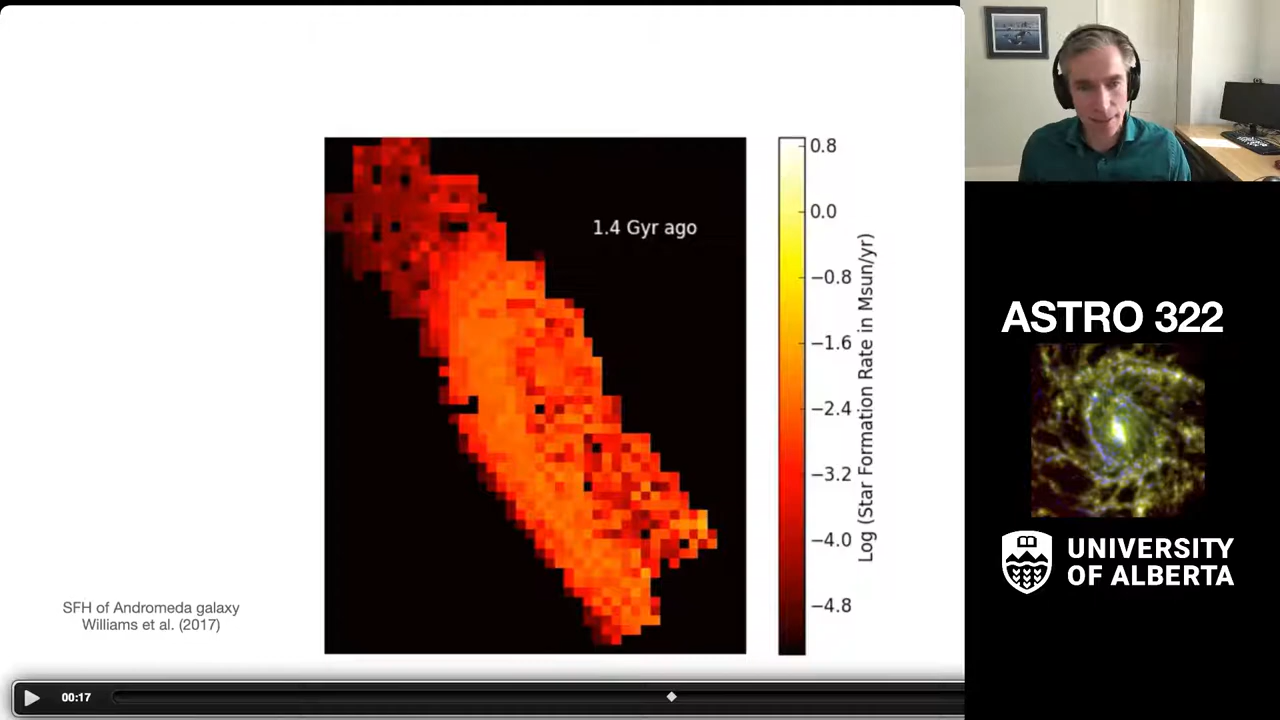 1.4 Gyr ago
0.8
0.0
−0.8
−1.6
−2.4
−3.2
−4.0
−4.8
Log (Star Formation Rate in Msun/yr)
SFH of Andromeda galaxy
Williams et al. (2017)
00:17
ASTRO 322
UNIVERSITY
OF ALBERTA